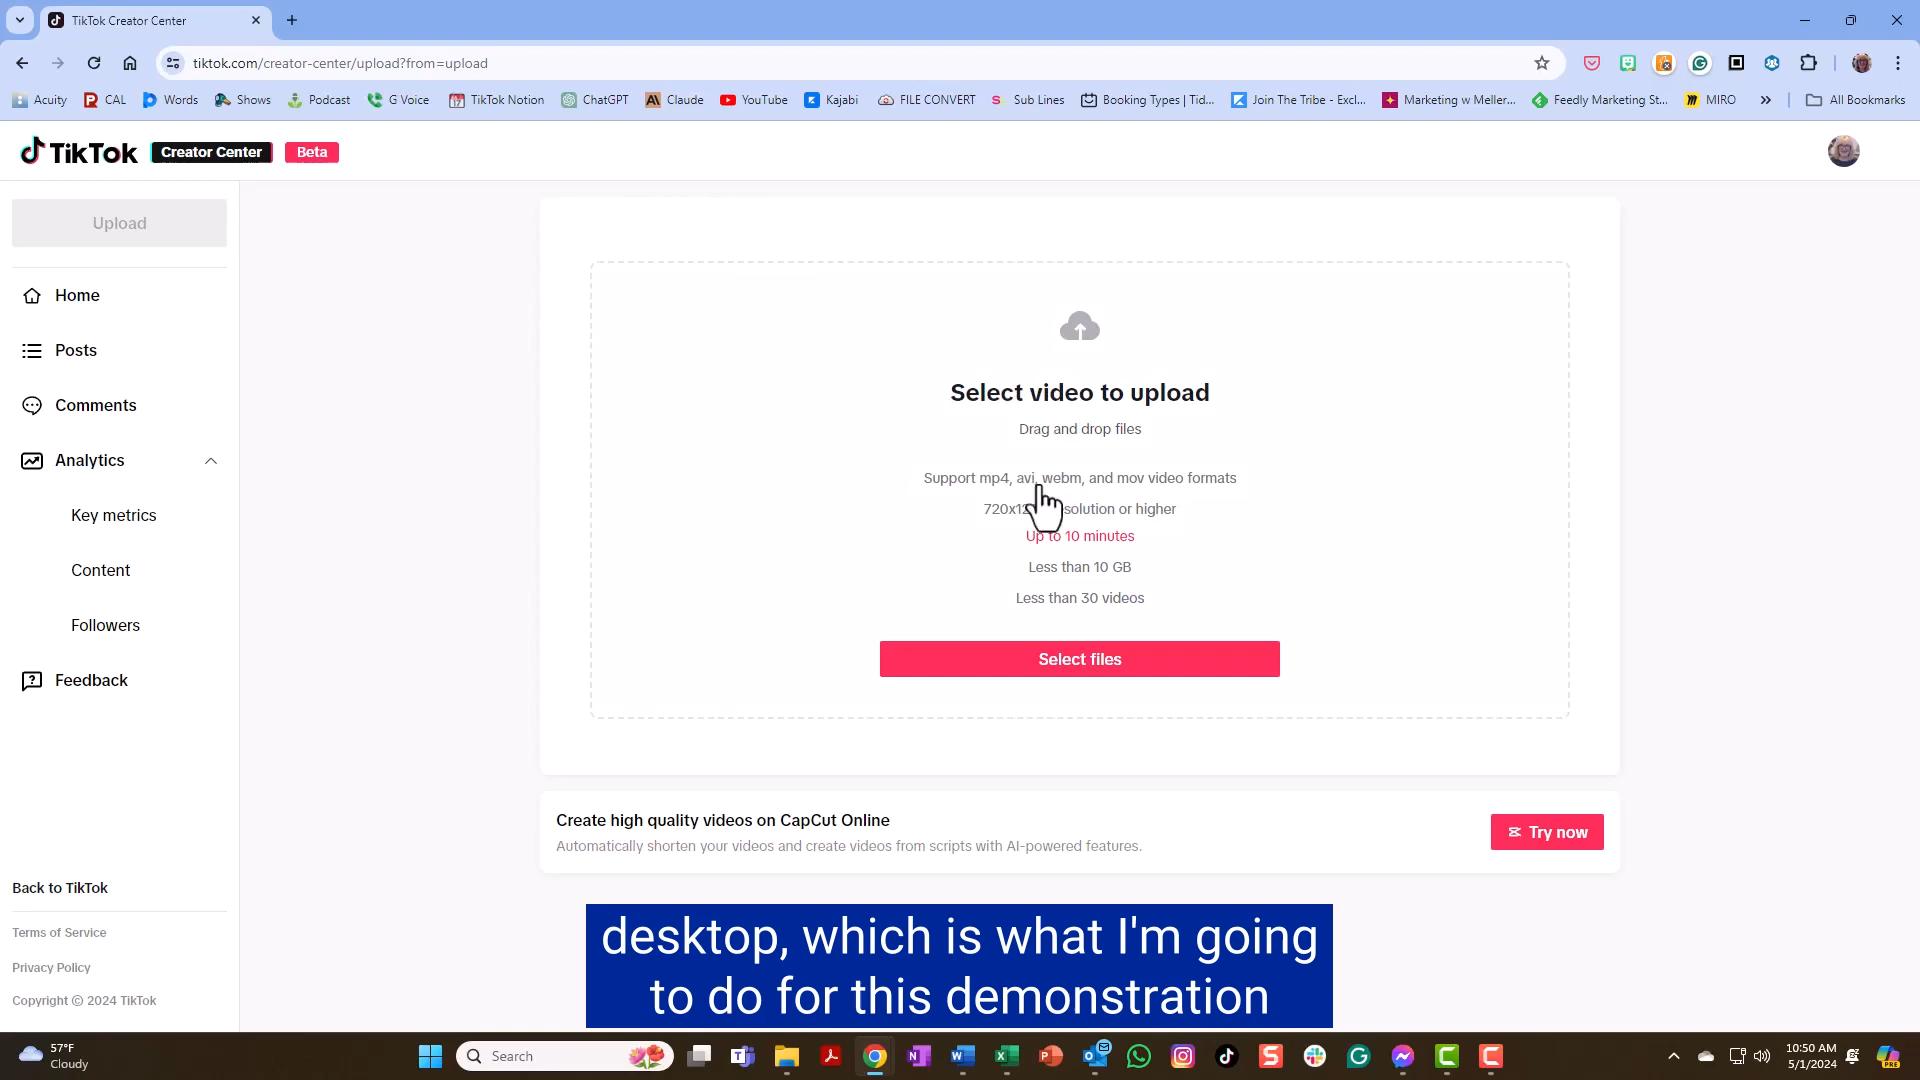 TikTok Creator Center
tiktok.com/creator-center/upload?from=upload
Acuity CAL Words Shows Podcast G Voice TikTok Notion ChatGPT Claude YouTube Kajabi FILE CONVERT Sub Lines Booking Types | Tid... Join The Tribe - Excl... Marketing w Meller... Feedly Marketing St... MIRO » All Bookmarks
TikTok Creator Center Beta
Upload
Home
Posts
Comments
Analytics
Key metrics
Content
Followers
Feedback
Back to TikTok
Terms of Service
Privacy Policy
Copyright © 2024 TikTok
Select video to upload
Drag and drop files
Support mp4, avi, webm, and mov video formats
or higher
Up to 10 minutes
Less than 10 GB
Less than 30 videos
Select files
Create high quality videos on CapCut Online
Automatically shorten your videos and create videos from scripts with AI-powered features.
Try now
desktop, which is what I'm going
to do for this demonstration
57°F
Cloudy
Search
10:50 AM
5/1/2024
PRE